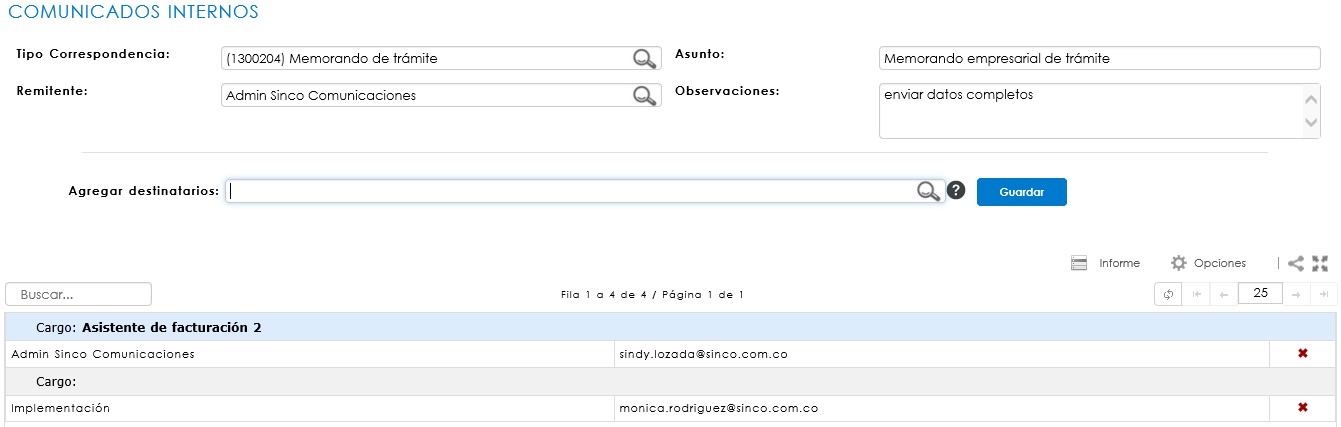 COMUNICADOS INTERNOS
Tipo Correspondencia: (1300204) Memorando de trámite Asunto: Memorando empresarial de trámite
Remitente: Admin Sinco Comunicaciones Observaciones: enviar datos completos
Agregar destinatarios: ? Guardar
Informe Opciones
Buscar... Fila 1 a 4 de 4 / Página 1 de 1 25
Cargo: Asistente de facturación 2
Admin Sinco Comunicaciones sindy.lozada@sinco.com.co
Cargo:
Implementación monica.rodriguez@sinco.com.co